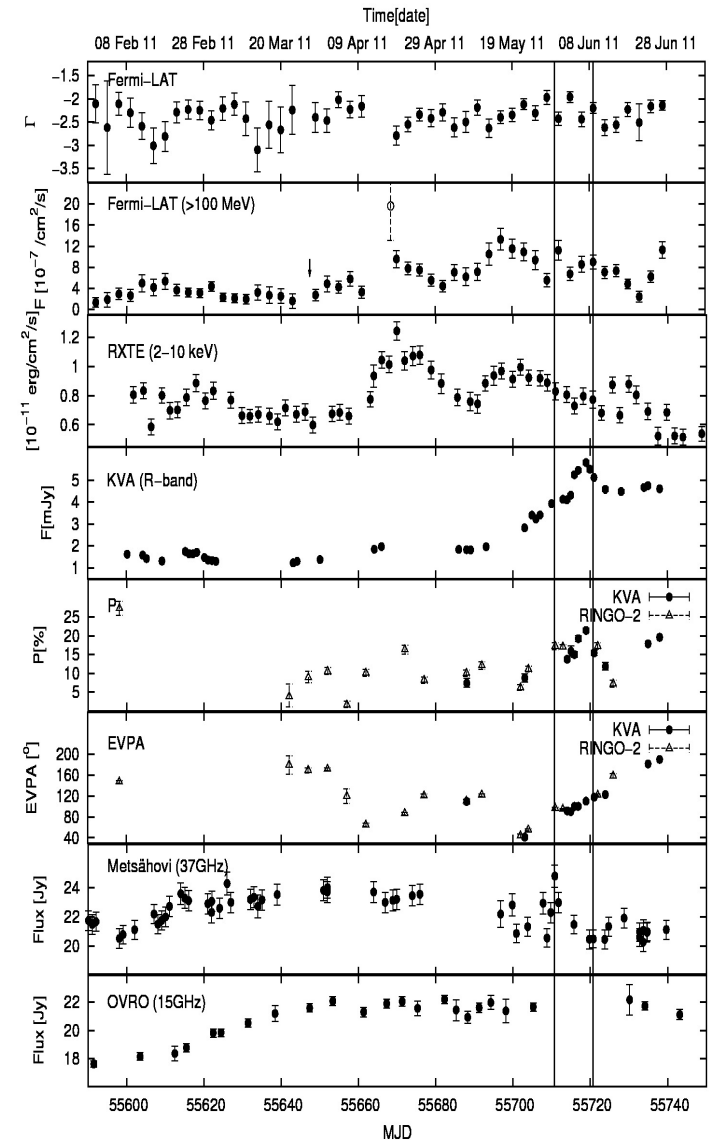 Time[date]
08 Feb 11 28 Feb 11 20 Mar 11 09 Apr 11 29 Apr 11 19 May 11 08 Jun 11 28 Jun 11
Fermi−LAT
Γ
−1.5
−2
−2.5
−3
−3.5
Fermi−LAT (>100 MeV)
F [10⁻⁷ /cm²/s]
20
16
12
8
4
0
RXTE (2−10 keV)
[10⁻¹¹ erg/cm²/s]
1.2
1
0.8
0.6
KVA (R−band)
F[mJy]
5
4
3
2
1
P
KVA
RINGO−2
P[%]
25
20
15
10
5
EVPA
KVA
RINGO−2
EVPA [°]
200
160
120
80
40
Metsähovi (37GHz)
Flux [Jy]
24
22
20
OVRO (15GHz)
Flux [Jy]
22
20
18
55600 55620 55640 55660 55680 55700 55720 55740
MJD